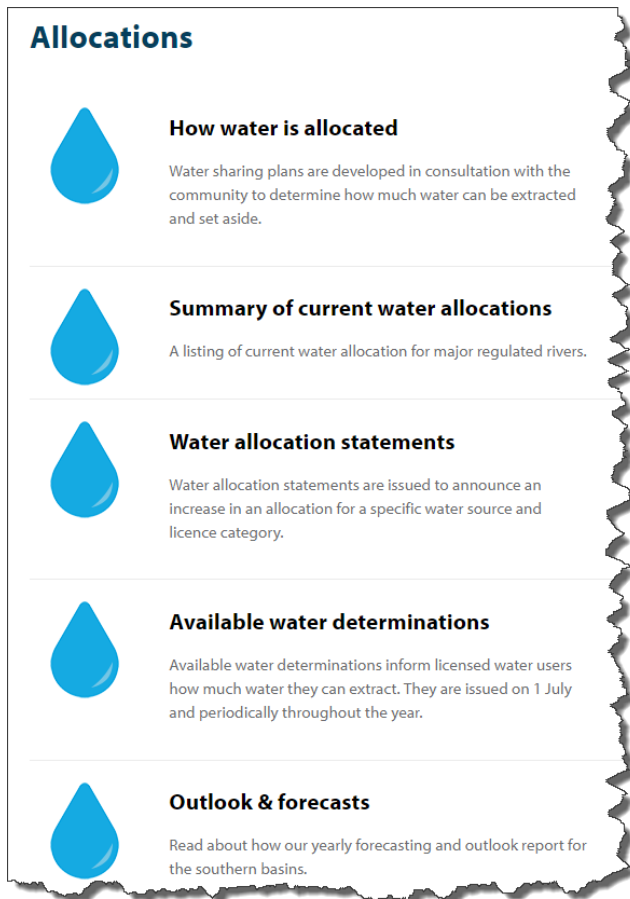 Allocations
How water is allocated
Water sharing plans are developed in consultation with the
community to determine how much water can be extracted
and set aside.
Summary of current water allocations
A listing of current water allocation for major regulated rivers.
Water allocation statements
Water allocation statements are issued to announce an
increase in an allocation for a specific water source and
licence category.
Available water determinations
Available water determinations inform licensed water users
how much water they can extract. They are issued on 1 July
and periodically throughout the year.
Outlook & forecasts
Read about how our yearly forecasting and outlook report for
the southern basins.